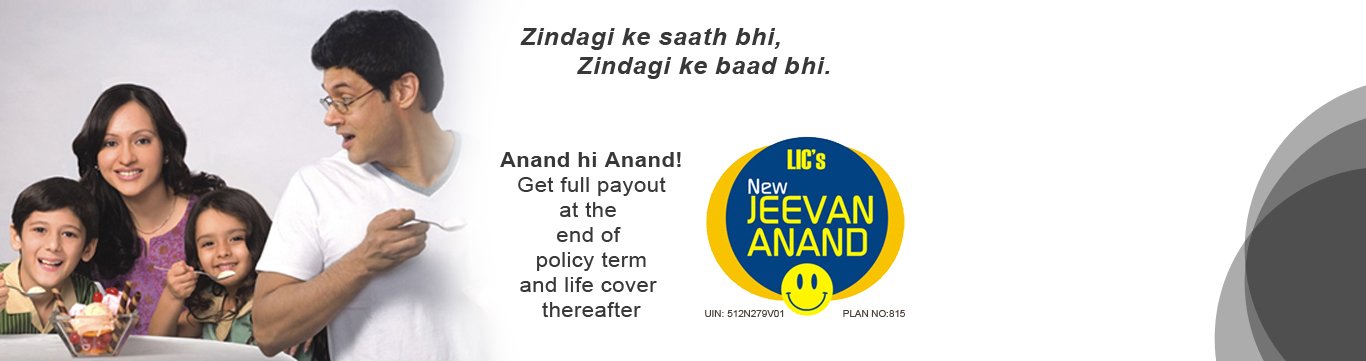 Zindagi ke saath bhi,
Zindagi ke baad bhi.
Anand hi Anand!
Get full payout
at the
end of
policy term
and life cover
thereafter
LIC's
New
JEEVAN
ANAND
UIN: 512N279V01
PLAN NO:815